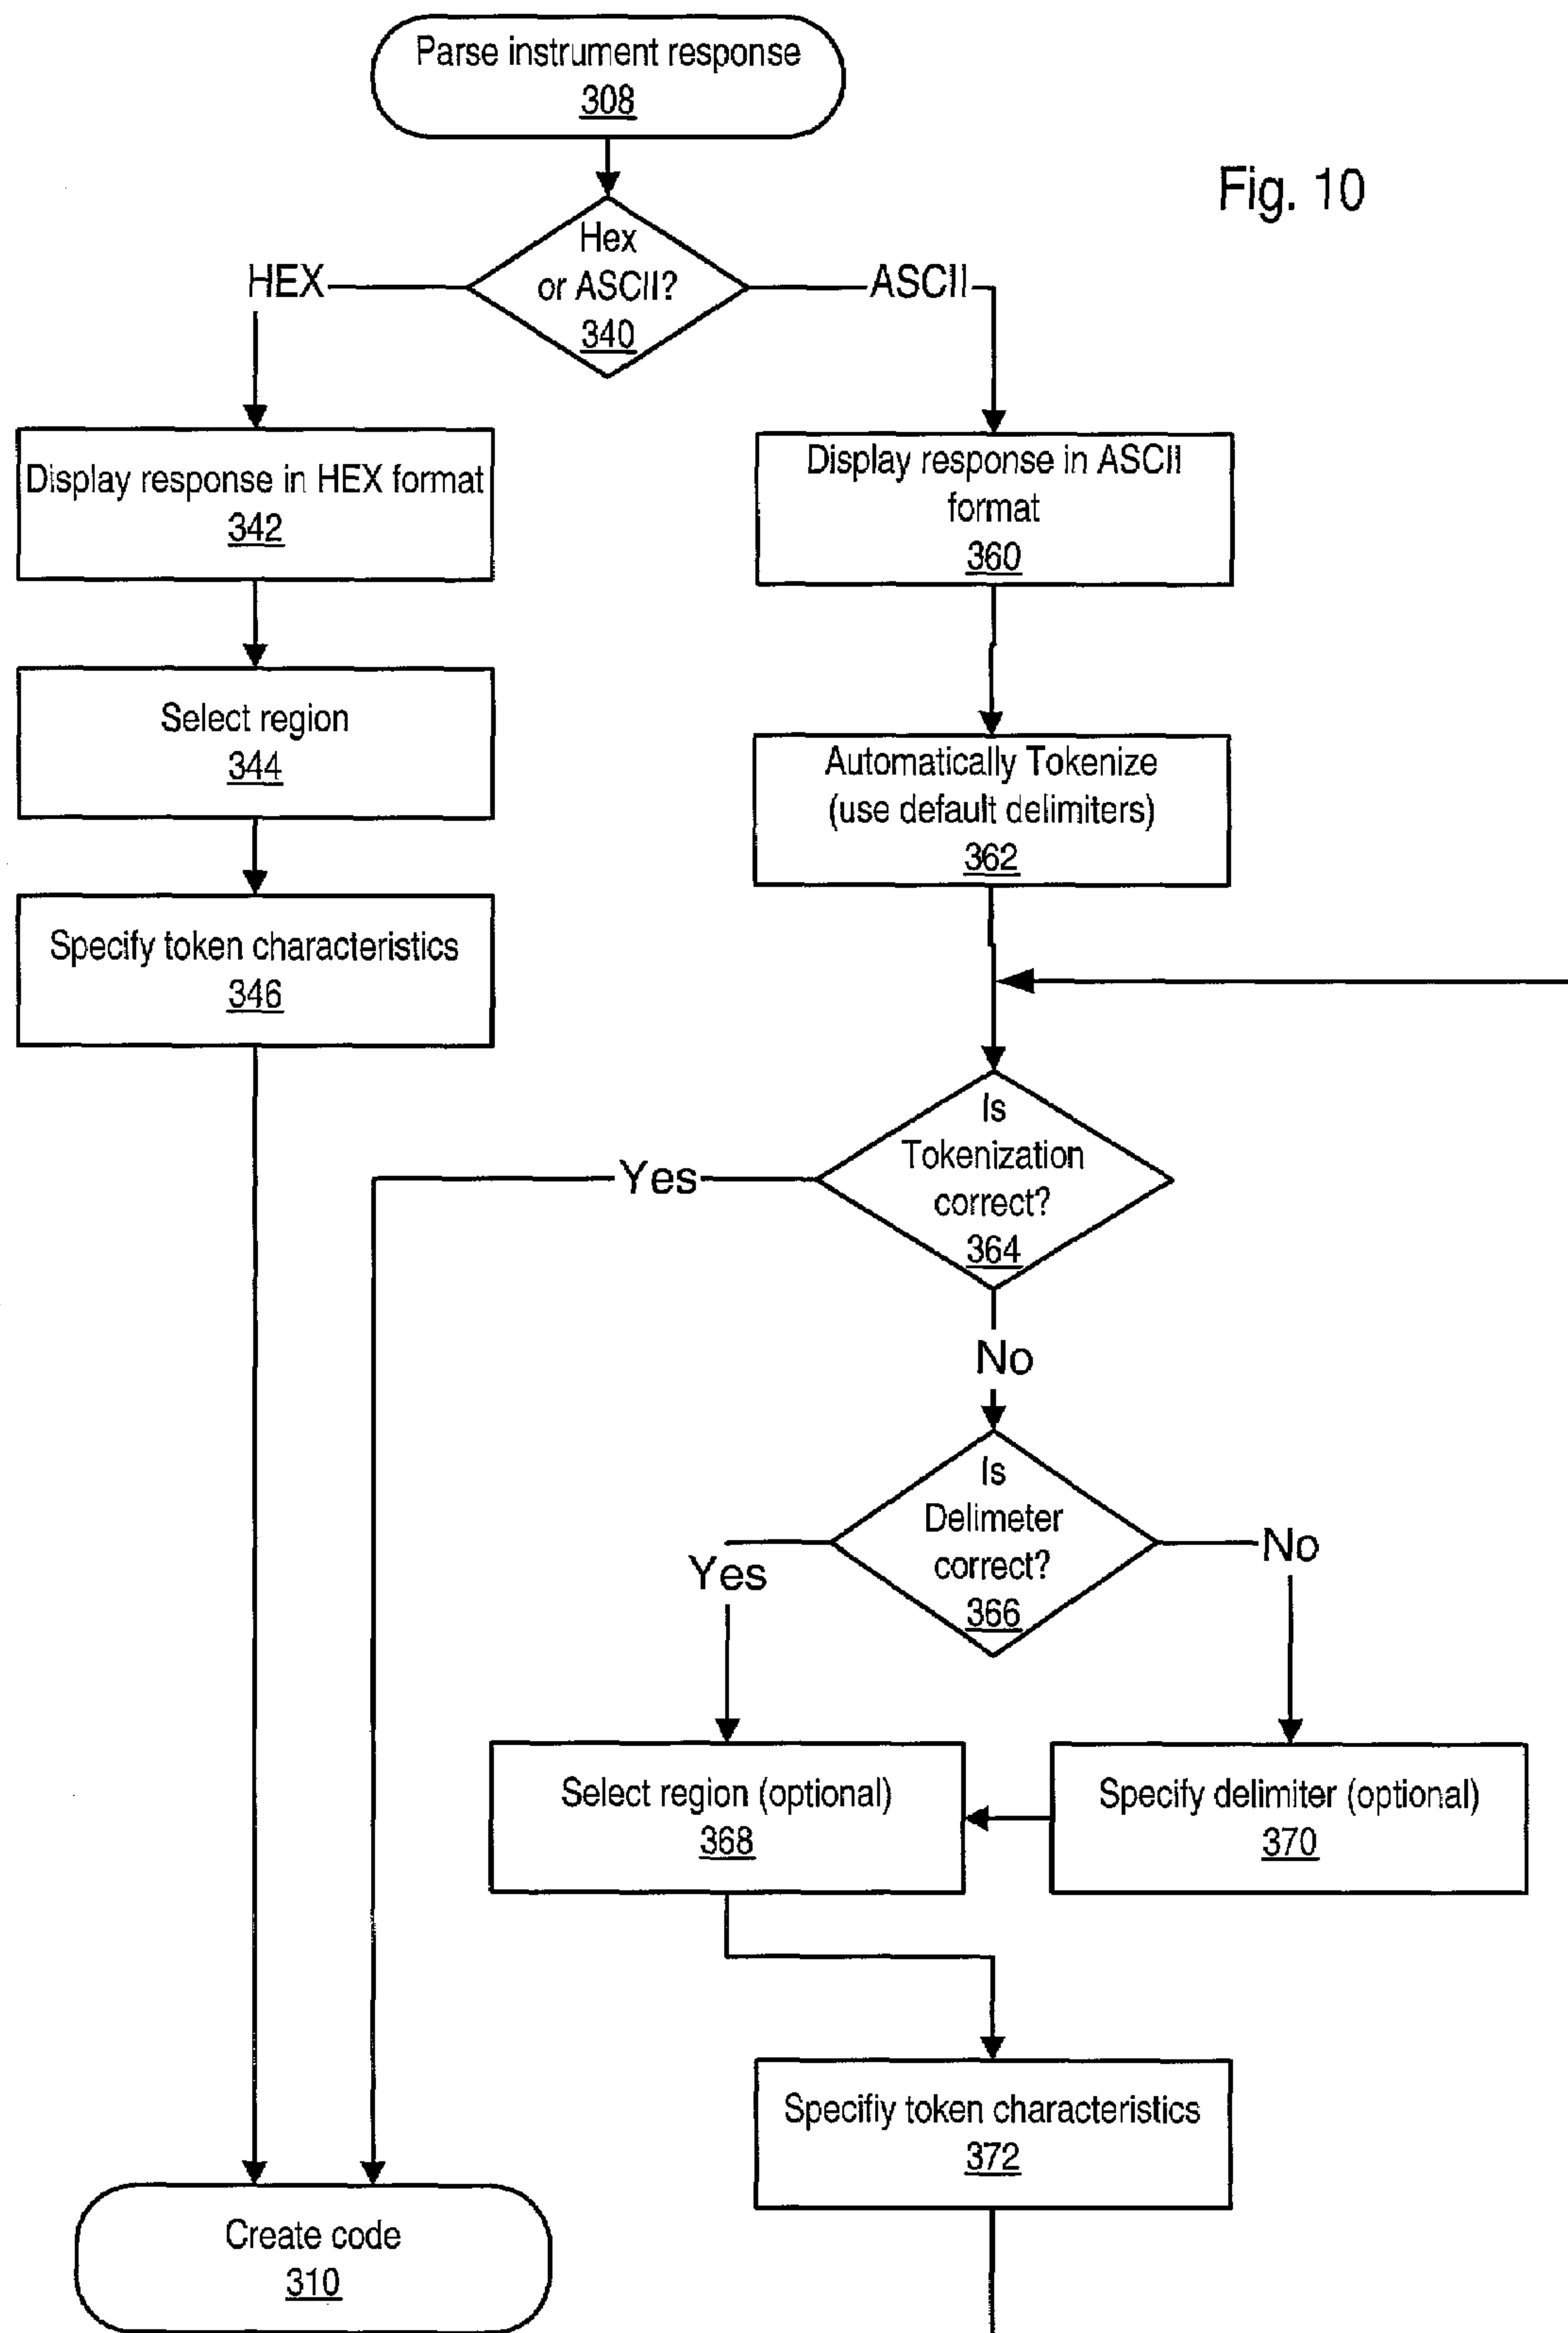 Parse instrument response
308
Fig. 10
Hex
or ASCII?
340
HEX
ASCII
Display response in HEX format
342
Display response in ASCII
format
360
Select region
344
Automatically Tokenize
(use default delimiters)
362
Specify token characteristics
346
Is
Tokenization
correct?
364
Yes
No
Is
Delimeter
correct?
366
Yes
No
Select region (optional)
368
Specify delimiter (optional)
370
Specifiy token characteristics
372
Create code
310